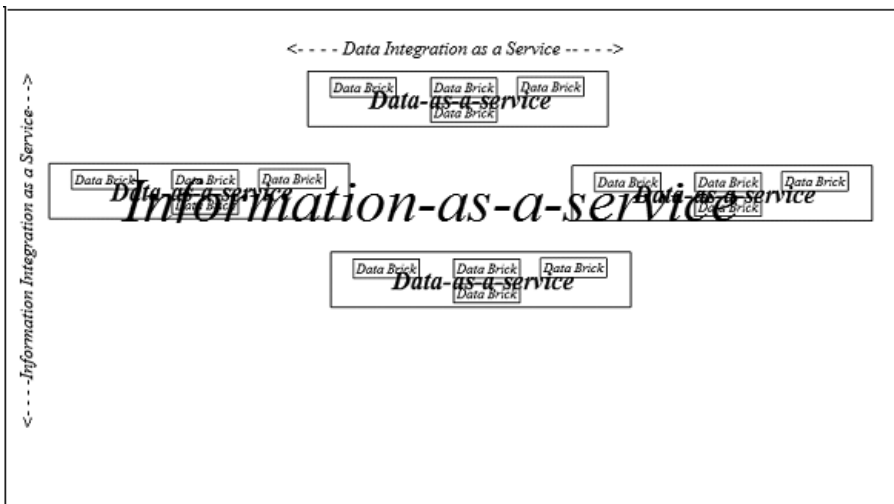 <- - - - Data Integration as a Service -- - - - ->
<- - - -Information Integration as a Service- - ->
Data Brick Data Brick Data Brick
Data-as-a-service
Data Brick
Data Brick Data Brick Data Brick
Data-as-a-service
Data Brick
Information-as-a-service
Data Brick Data Brick Data Brick
Data-as-a-service
Data Brick
Data Brick Data Brick Data Brick
Data-as-a-service
Data Brick